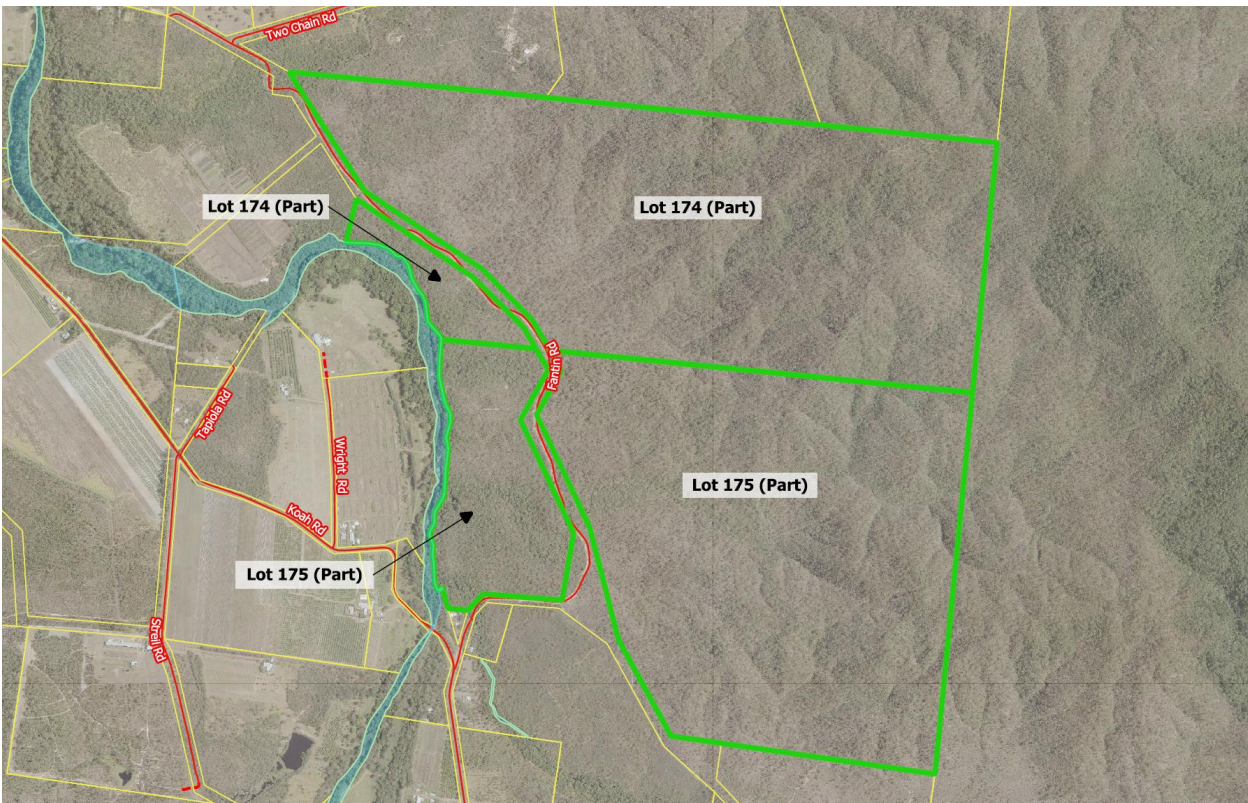 Two Chain Rd
Lot 174 (Part)
Lot 174 (Part)
Fantin Rd
Tapiola Rd
Wright Rd
Lot 175 (Part)
Koah Rd
Lot 175 (Part)
Streil Rd